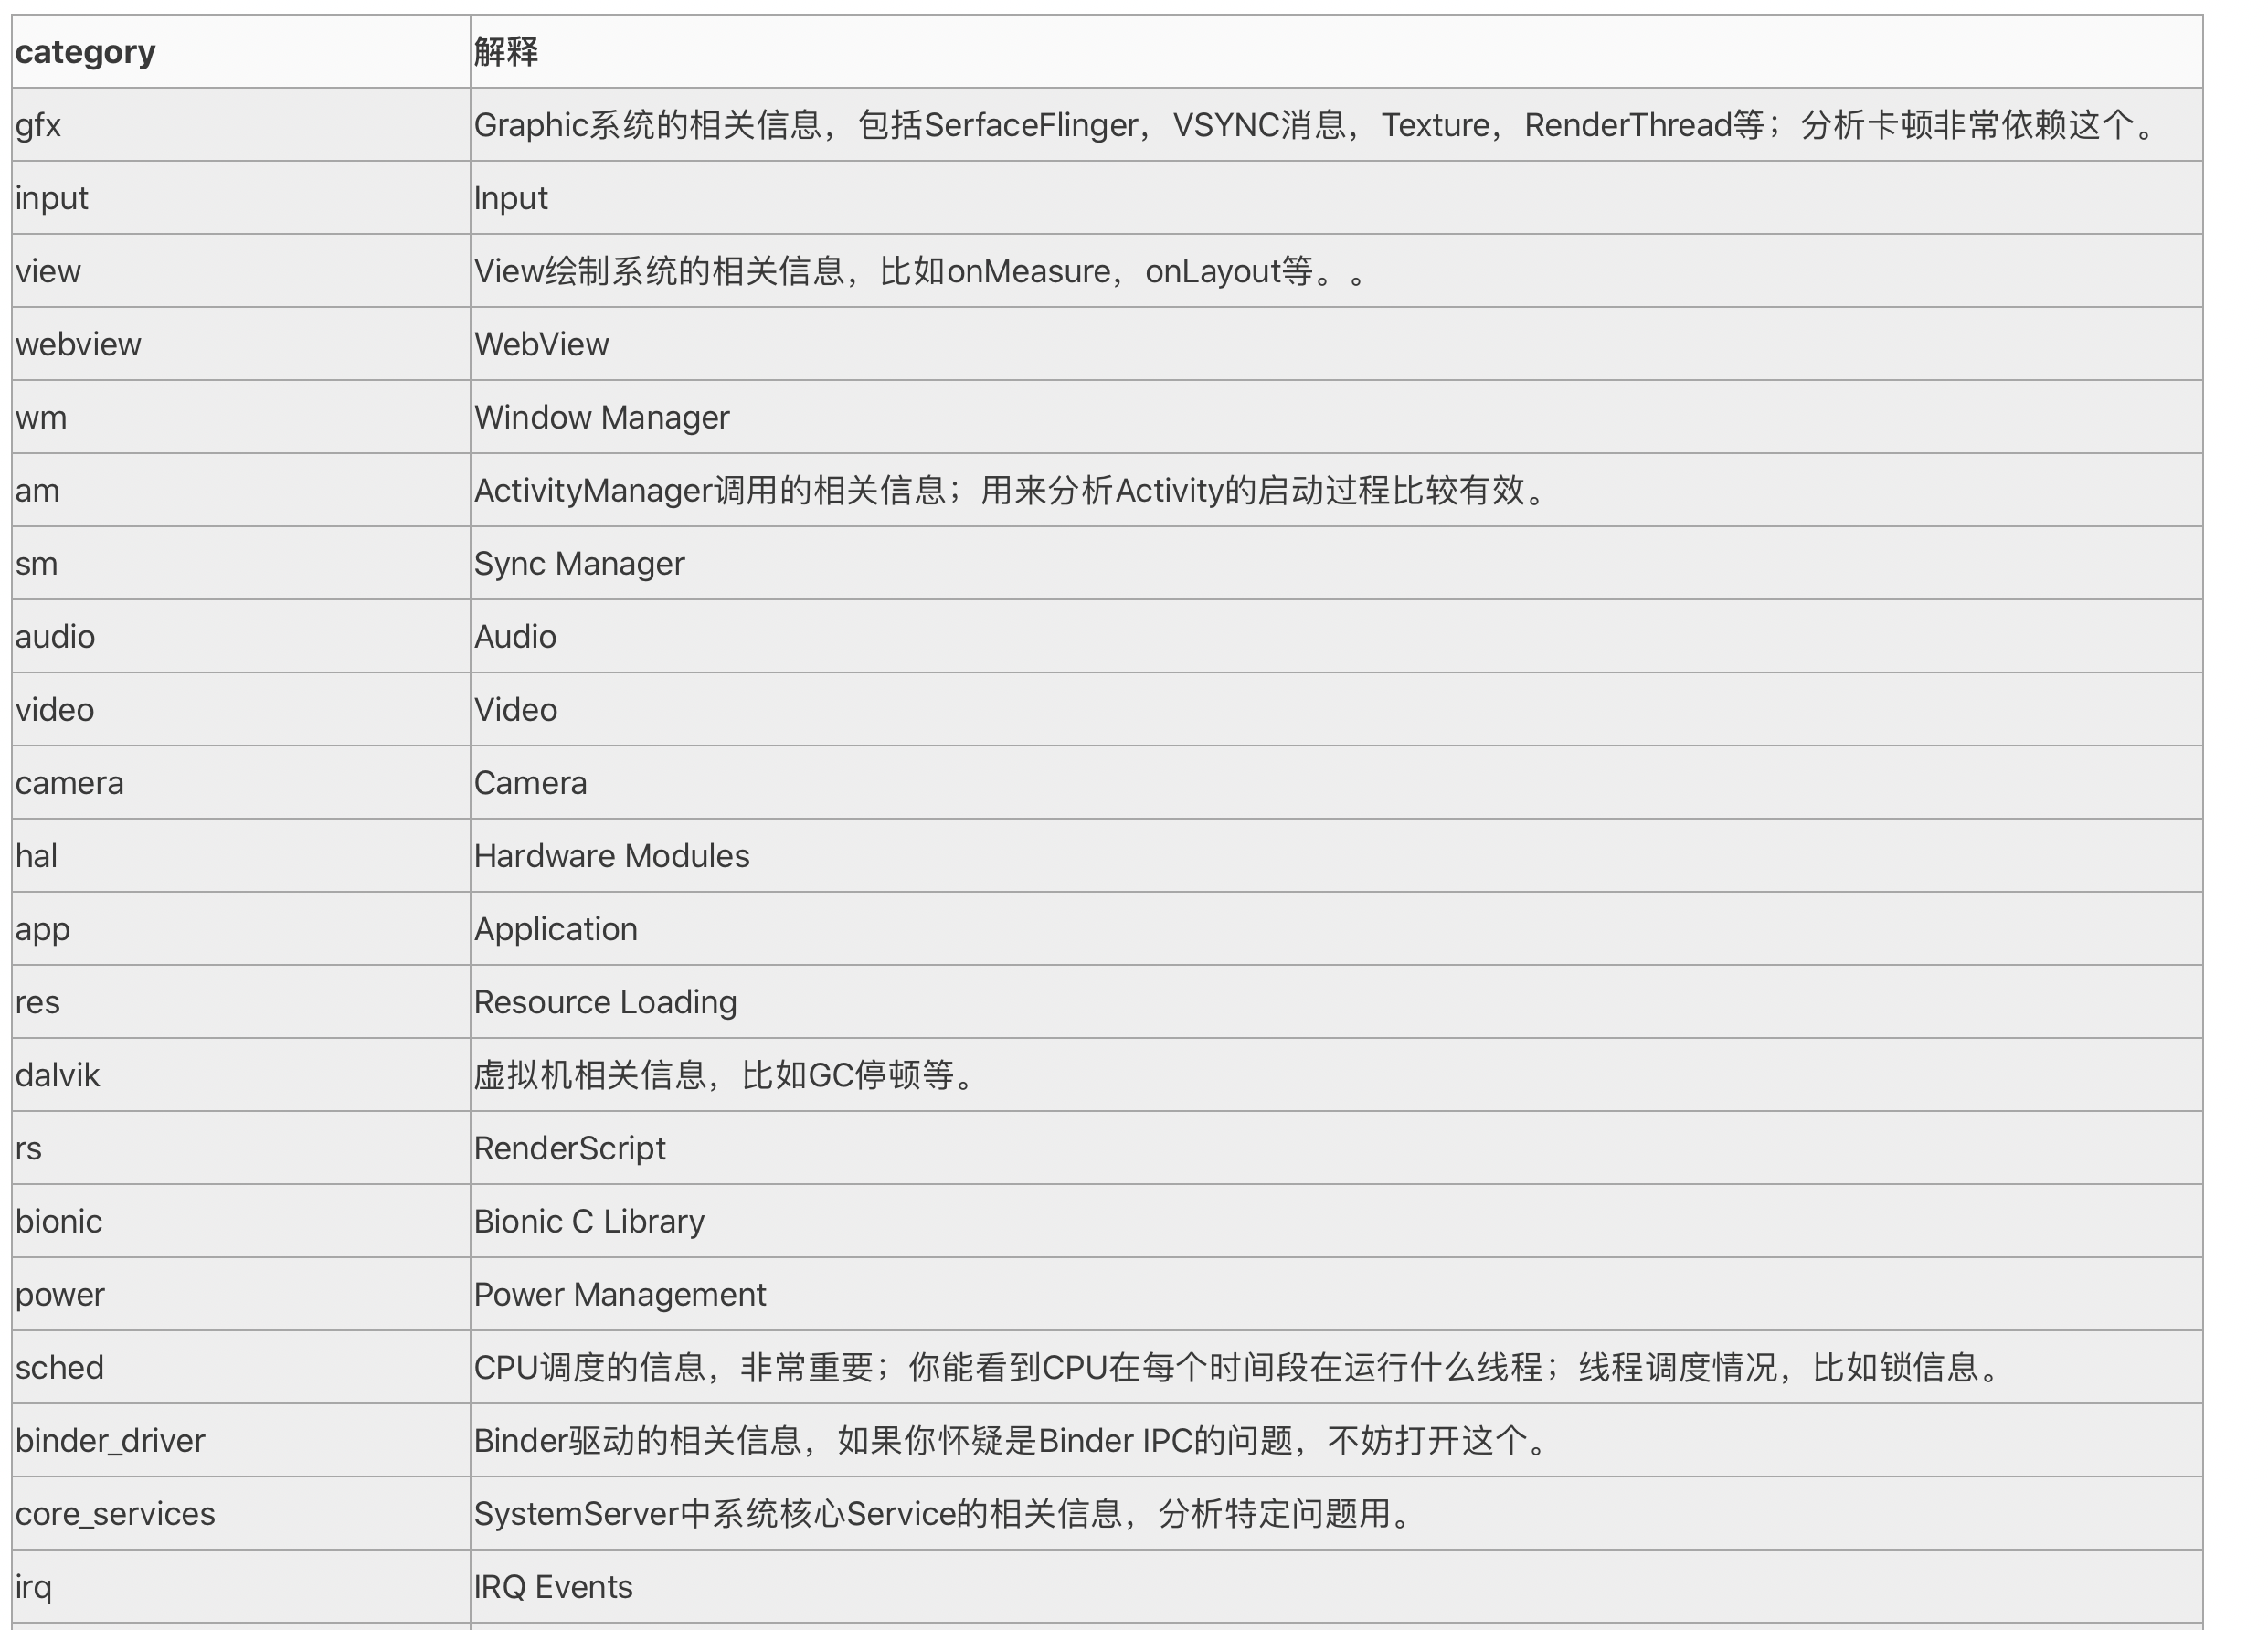 category 解释
gfx Graphic系统的相关信息，包括SerfaceFlinger，VSYNC消息，Texture，RenderThread等；分析卡顿非常依赖这个。
input Input
view View绘制系统的相关信息，比如onMeasure，onLayout等。。
webview WebView
wm Window Manager
am ActivityManager调用的相关信息；用来分析Activity的启动过程比较有效。
sm Sync Manager
audio Audio
video Video
camera Camera
hal Hardware Modules
app Application
res Resource Loading
dalvik 虚拟机相关信息，比如GC停顿等。
rs RenderScript
bionic Bionic C Library
power Power Management
sched CPU调度的信息，非常重要；你能看到CPU在每个时间段在运行什么线程；线程调度情况，比如锁信息。
binder_driver Binder驱动的相关信息，如果你怀疑是Binder IPC的问题，不妨打开这个。
core_services SystemServer中系统核心Service的相关信息，分析特定问题用。
irq IRQ Events